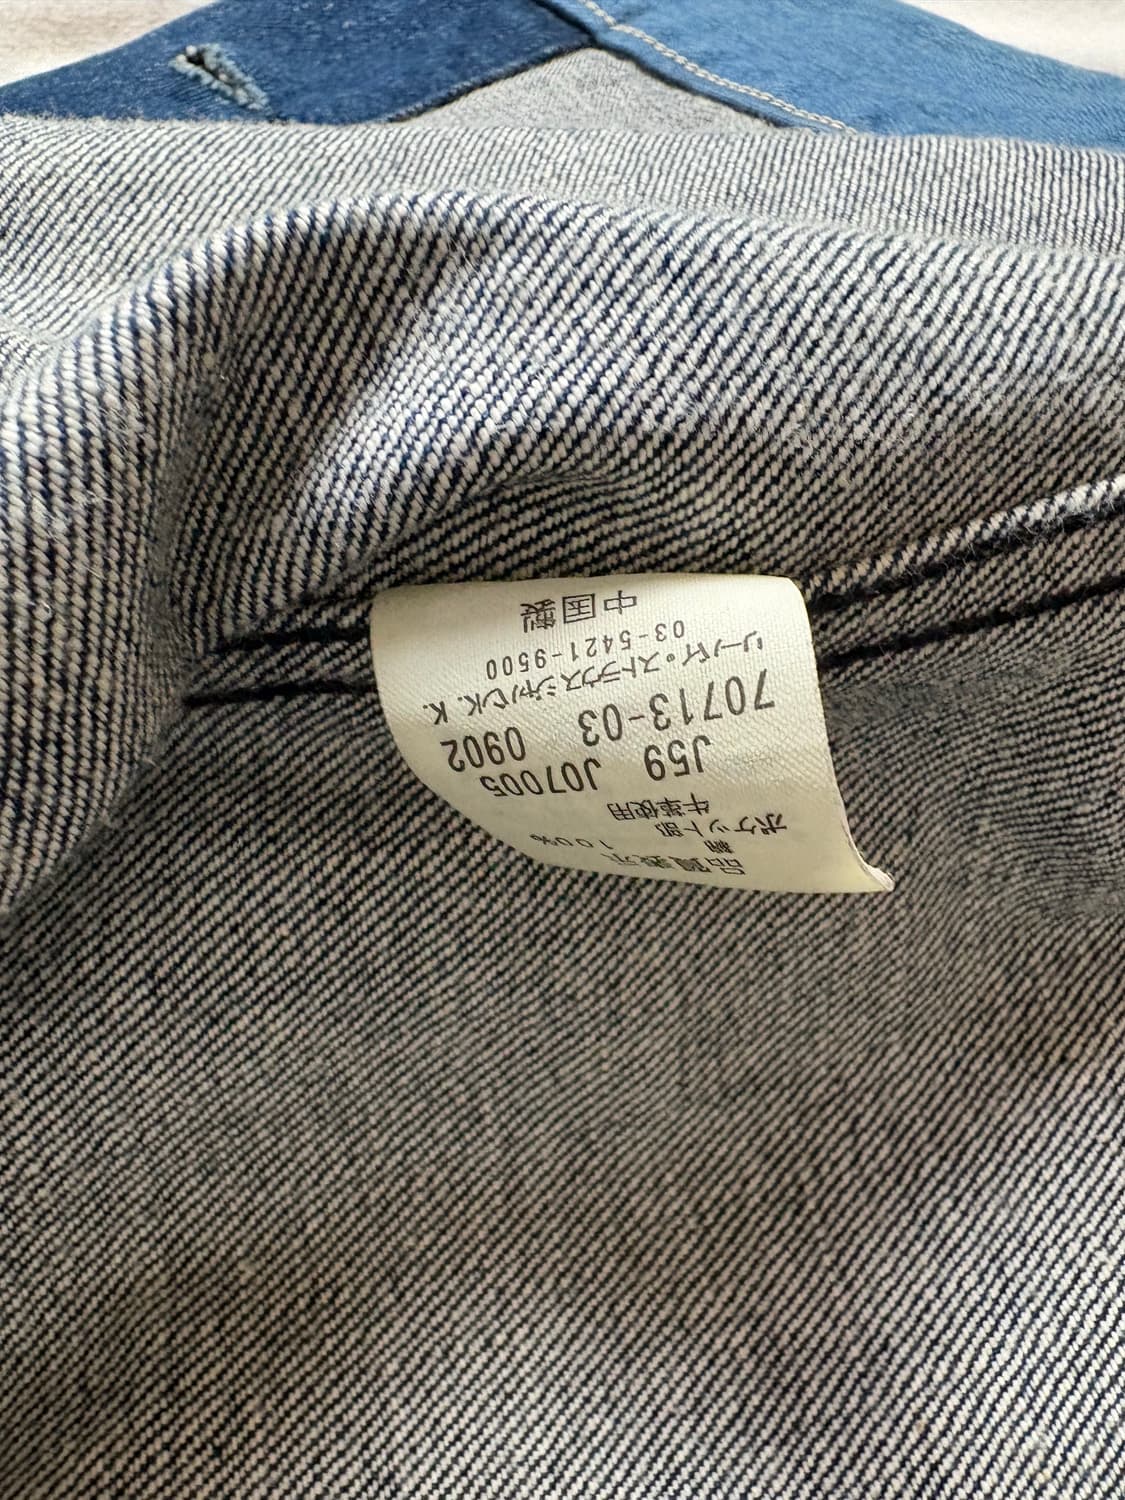 品質表示
綿 100%
ポケット部
牛革使用
J59 J07005
70713-03 0902
リーバイ・ストラウスジャパンK.K.
03-5421-9500
中国製